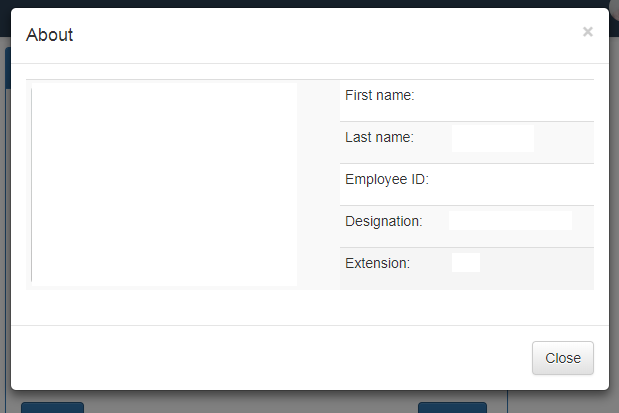 About
×
First name:
Last name:
Employee ID:
Designation:
Extension:
Close